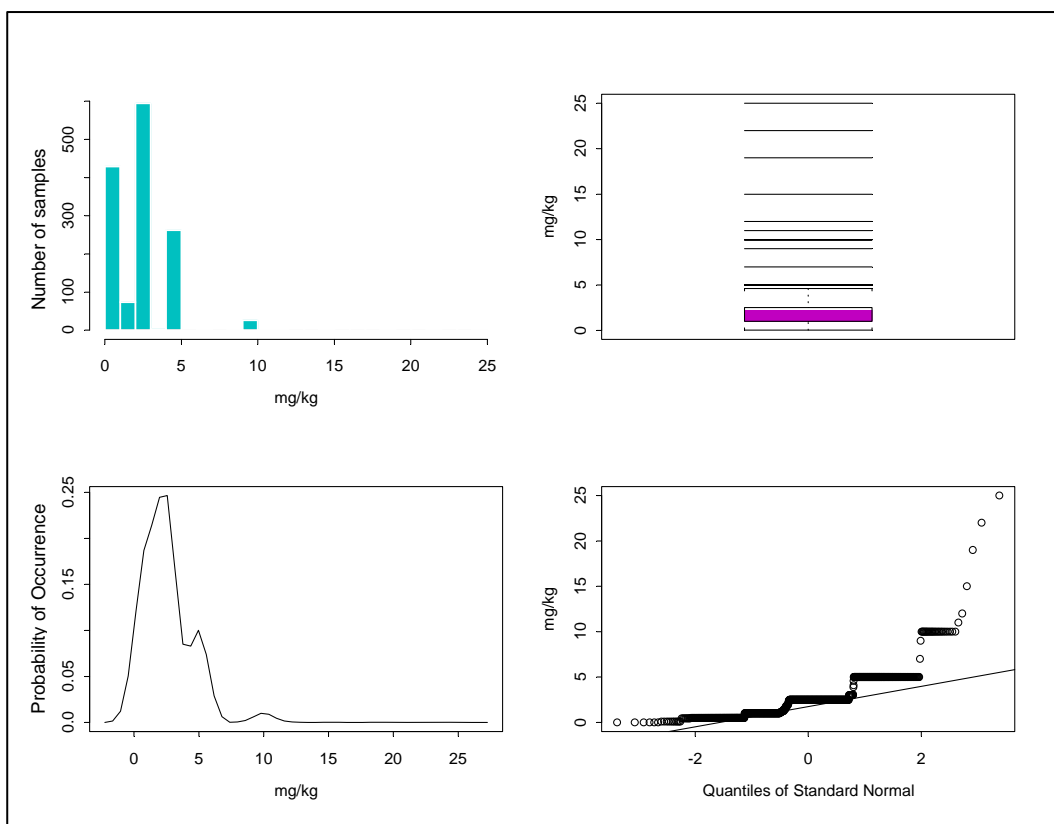 Number of samples
0 100 300 500
0 5 10 15 20 25
mg/kg
mg/kg
0 5 10 15 20 25
Probability of Occurrence
0.0 0.05 0.15 0.25
0 5 10 15 20 25
mg/kg
mg/kg
0 5 10 15 20 25
-2 0 2
Quantiles of Standard Normal